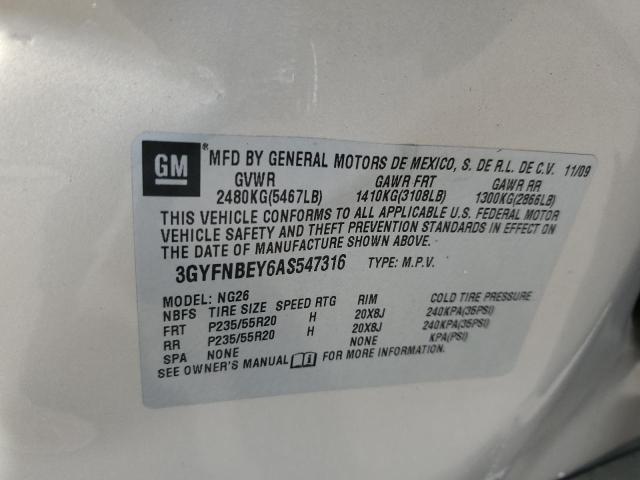 GM® MFD BY GENERAL MOTORS DE MEXICO, S. DE R.L. DE C.V. 11/09
GVWR GAWR FRT GAWR RR
2480KG(5467LB) 1410KG(3108LB) 1300KG(2866LB)
THIS VEHICLE CONFORMS TO ALL APPLICABLE U.S. FEDERAL MOTOR
VEHICLE SAFETY AND THEFT PREVENTION STANDARDS IN EFFECT ON
THE DATE OF MANUFACTURE SHOWN ABOVE.
3GYFNBEY6AS547316 TYPE: M.P.V.
MODEL: NG26
NBFS TIRE SIZE SPEED RTG RIM COLD TIRE PRESSURE
FRT P235/55R20 H 20X8J 240KPA(35PSI)
RR P235/55R20 H 20X8J 240KPA(35PSI)
SPA NONE NONE KPA(PSI)
SEE OWNER'S MANUAL FOR MORE INFORMATION.